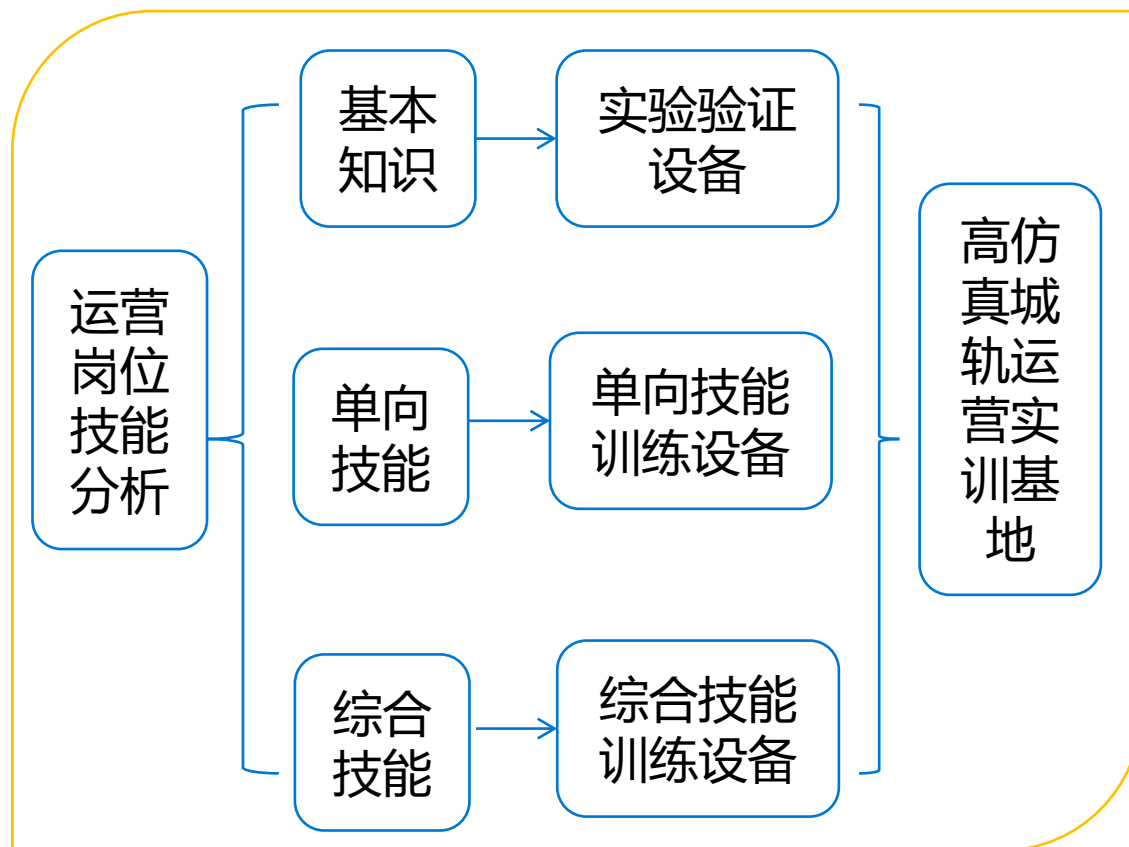 运营
岗位
技能
分析
基本
知识
实验验证
设备
单向
技能
单向技能
训练设备
综合
技能
综合技能
训练设备
高仿
真城
轨运
营实
训基
地